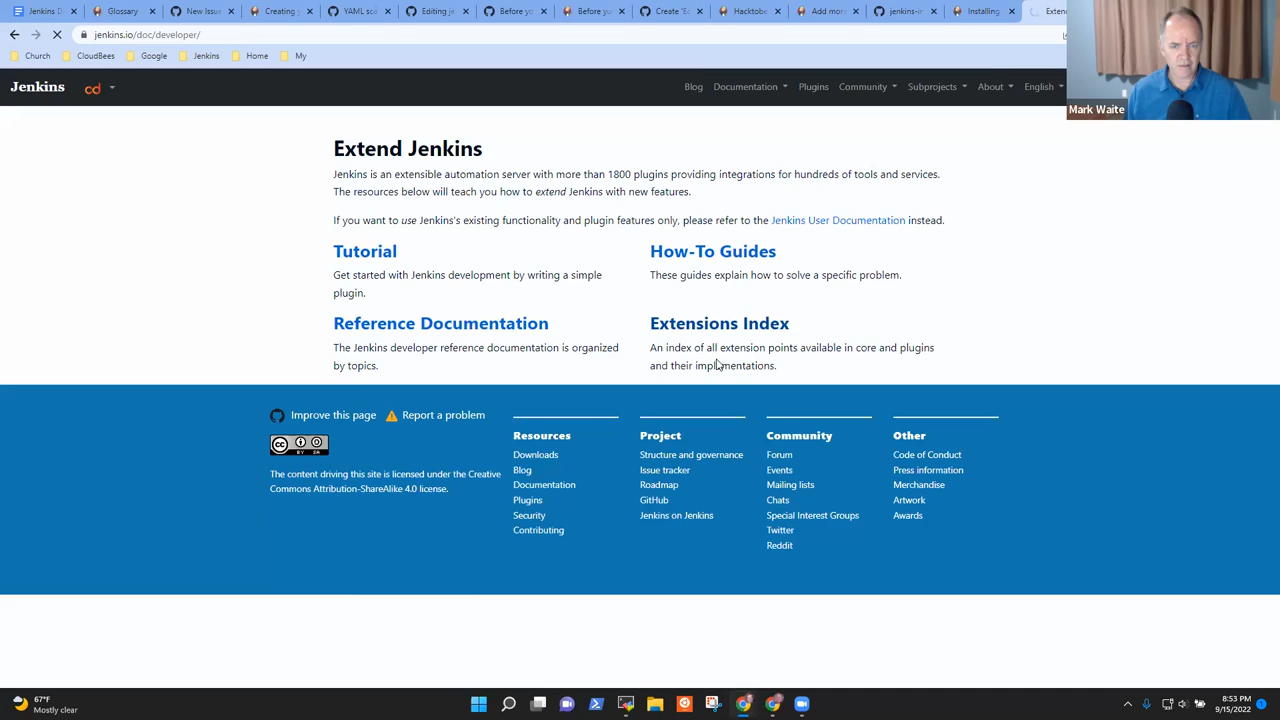 Jenkins D
Glossary
New Issue
Creating y
YAML sc
Editing je
Before yo
Before yo
Create 'Ec
Hacktobe
Add more
jenkins-in
Installing
Exten
jenkins.io/doc/developer/
Church
CloudBees
Google
Jenkins
Home
My
Jenkins
cd
Blog
Documentation
Plugins
Community
Subprojects
About
English
Mark Waite
Extend Jenkins
Jenkins is an extensible automation server with more than 1800 plugins providing integrations for hundreds of tools and services.
The resources below will teach you how to extend Jenkins with new features.
If you want to use Jenkins's existing functionality and plugin features only, please refer to the Jenkins User Documentation instead.
Tutorial
Get started with Jenkins development by writing a simple
plugin.
How-To Guides
These guides explain how to solve a specific problem.
Reference Documentation
The Jenkins developer reference documentation is organized
by topics.
Extensions Index
An index of all extension points available in core and plugins
and their implementations.
Improve this page
Report a problem
CC BY SA
The content driving this site is licensed under the Creative
Commons Attribution-ShareAlike 4.0 license.
Resources
Downloads
Blog
Documentation
Plugins
Security
Contributing
Project
Structure and governance
Issue tracker
Roadmap
GitHub
Jenkins on Jenkins
Community
Forum
Events
Mailing lists
Chats
Special Interest Groups
Twitter
Reddit
Other
Code of Conduct
Press information
Merchandise
Artwork
Awards
67°F
Mostly clear
8:53 PM
9/15/2022